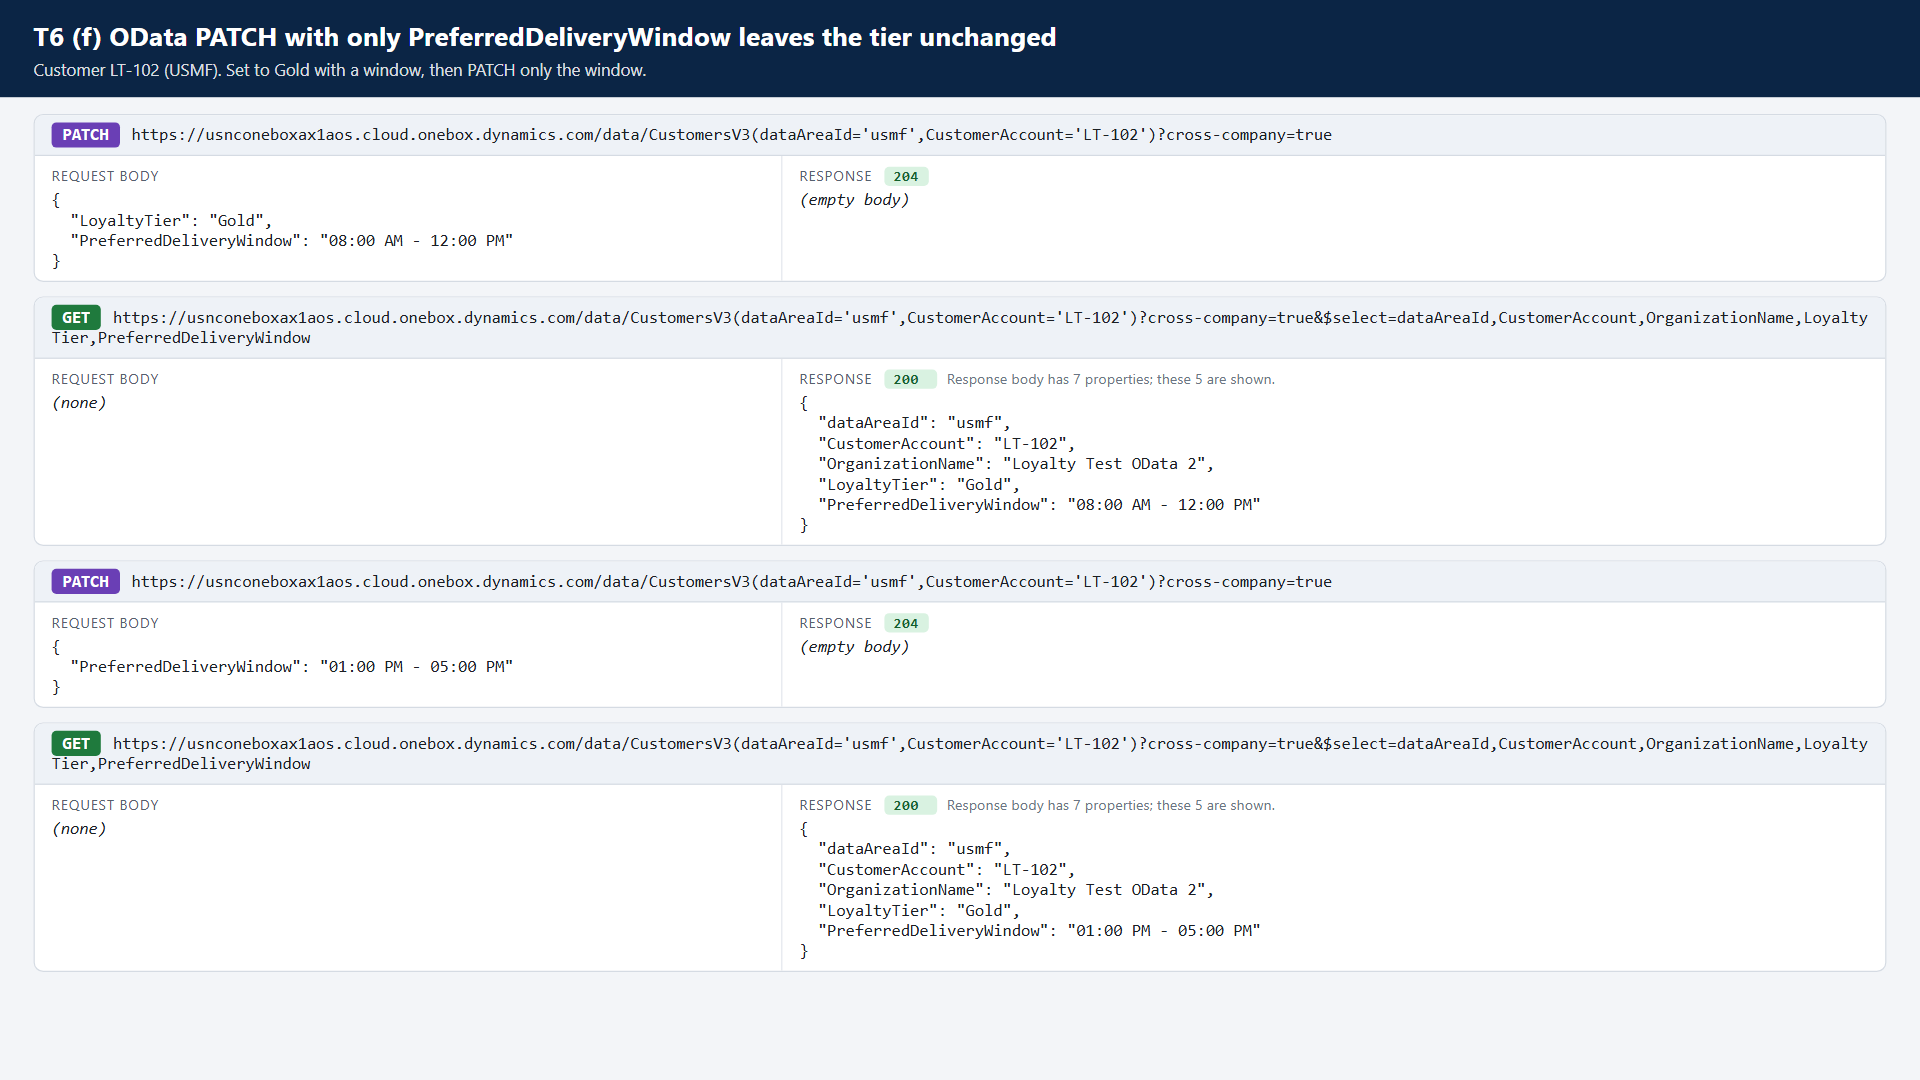 T6 (f) OData PATCH with only PreferredDeliveryWindow leaves the tier unchanged
Customer LT-102 (USMF). Set to Gold with a window, then PATCH only the window.
PATCH https://usnconeboxax1aos.cloud.onebox.dynamics.com/data/CustomersV3(dataAreaId='usmf',CustomerAccount='LT-102')?cross-company=true
REQUEST BODY
{
"LoyaltyTier": "Gold",
"PreferredDeliveryWindow": "08:00 AM - 12:00 PM"
}
RESPONSE 204
(empty body)
GET https://usnconeboxax1aos.cloud.onebox.dynamics.com/data/CustomersV3(dataAreaId='usmf',CustomerAccount='LT-102')?cross-company=true&$select=dataAreaId,CustomerAccount,OrganizationName,Loyalty
Tier,PreferredDeliveryWindow
REQUEST BODY
(none)
RESPONSE 200 Response body has 7 properties; these 5 are shown.
{
"dataAreaId": "usmf",
"CustomerAccount": "LT-102",
"OrganizationName": "Loyalty Test OData 2",
"LoyaltyTier": "Gold",
"PreferredDeliveryWindow": "08:00 AM - 12:00 PM"
}
PATCH https://usnconeboxax1aos.cloud.onebox.dynamics.com/data/CustomersV3(dataAreaId='usmf',CustomerAccount='LT-102')?cross-company=true
REQUEST BODY
{
"PreferredDeliveryWindow": "01:00 PM - 05:00 PM"
}
RESPONSE 204
(empty body)
GET https://usnconeboxax1aos.cloud.onebox.dynamics.com/data/CustomersV3(dataAreaId='usmf',CustomerAccount='LT-102')?cross-company=true&$select=dataAreaId,CustomerAccount,OrganizationName,Loyalty
Tier,PreferredDeliveryWindow
REQUEST BODY
(none)
RESPONSE 200 Response body has 7 properties; these 5 are shown.
{
"dataAreaId": "usmf",
"CustomerAccount": "LT-102",
"OrganizationName": "Loyalty Test OData 2",
"LoyaltyTier": "Gold",
"PreferredDeliveryWindow": "01:00 PM - 05:00 PM"
}